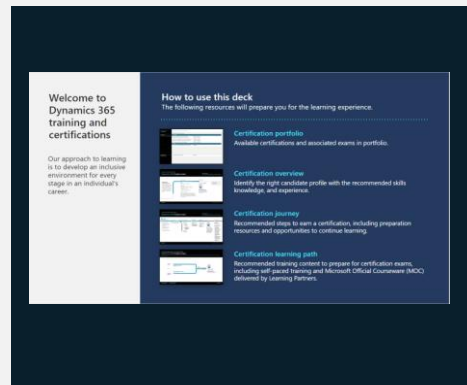 Welcome to
Dynamics 365
training and
certifications
Our approach to learning
is to develop an inclusive
environment for every
stage in an individual's
career.
How to use this deck
The following resources will prepare you for the learning experience.
Certification portfolio
Available certifications and associated exams in portfolio.
Certification overview
Identify the right candidate profile with the recommended skills
knowledge, and experience.
Certification journey
Recommended steps to earn a certification, including preparation
resources and opportunities to continue learning.
Certification learning path
Recommended training content to prepare for certification exams,
including self-paced training and Microsoft Official Courseware (MOC)
delivered by Learning Partners.